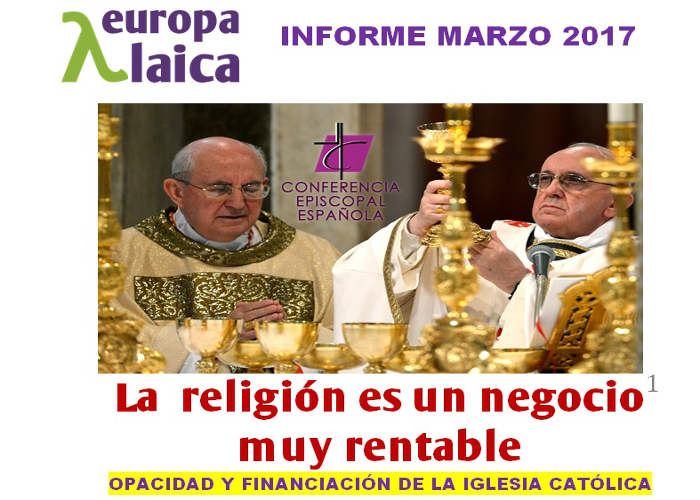 europa
laica
INFORME MARZO 2017
CONFERENCIA
EPISCOPAL
ESPAÑOLA
La religión es un negocio 1
muy rentable
OPACIDAD Y FINANCIACIÓN DE LA IGLESIA CATÓLICA